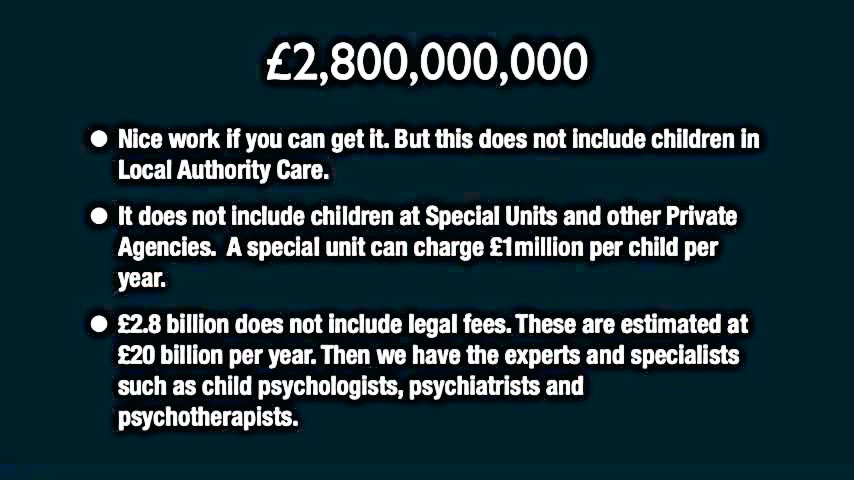 £2,800,000,000
● Nice work if you can get it. But this does not include children in
Local Authority Care.
● It does not include children at Special Units and other Private
Agencies.  A special unit can charge £1million per child per
year.
● £2.8 billion does not include legal fees. These are estimated at
£20 billion per year. Then we have the experts and specialists
such as child psychologists, psychiatrists and
psychotherapists.